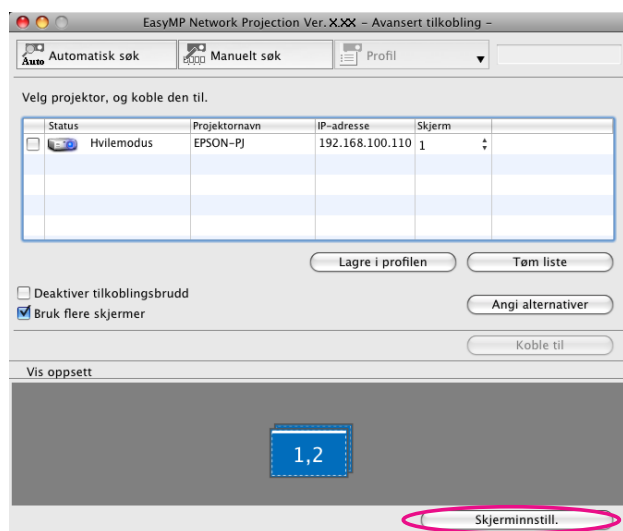 EasyMP Network Projection Ver. X.XX – Avansert tilkobling –
Auto Automatisk søk Manuelt søk Profil
Velg projektor, og koble den til.
Status Projektornavn IP-adresse Skjerm
Hvilemodus EPSON-PJ 192.168.100.110 1
Lagre i profilen Tøm liste
Deaktiver tilkoblingsbrudd
Angi alternativer
Bruk flere skjermer
Koble til
Vis oppsett
1,2
Skjerminnstill.